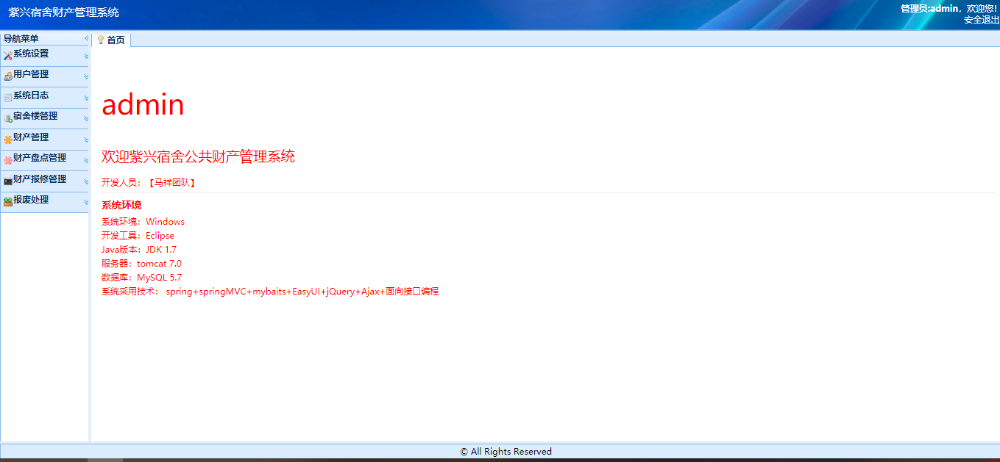 紫兴宿舍财产管理系统
管理员:admin，欢迎您!
安全退出
导航菜单
首页
系统设置
用户管理
系统日志
宿舍楼管理
财产管理
财产盘点管理
财产报修管理
报废处理
admin
欢迎紫兴宿舍公共财产管理系统
开发人员：【马祥团队】
系统环境
系统环境：Windows
开发工具：Eclipse
Java版本：JDK 1.7
服务器：tomcat 7.0
数据库：MySQL 5.7
系统采用技术： spring+springMVC+mybaits+EasyUI+jQuery+Ajax+面向接口编程
© All Rights Reserved